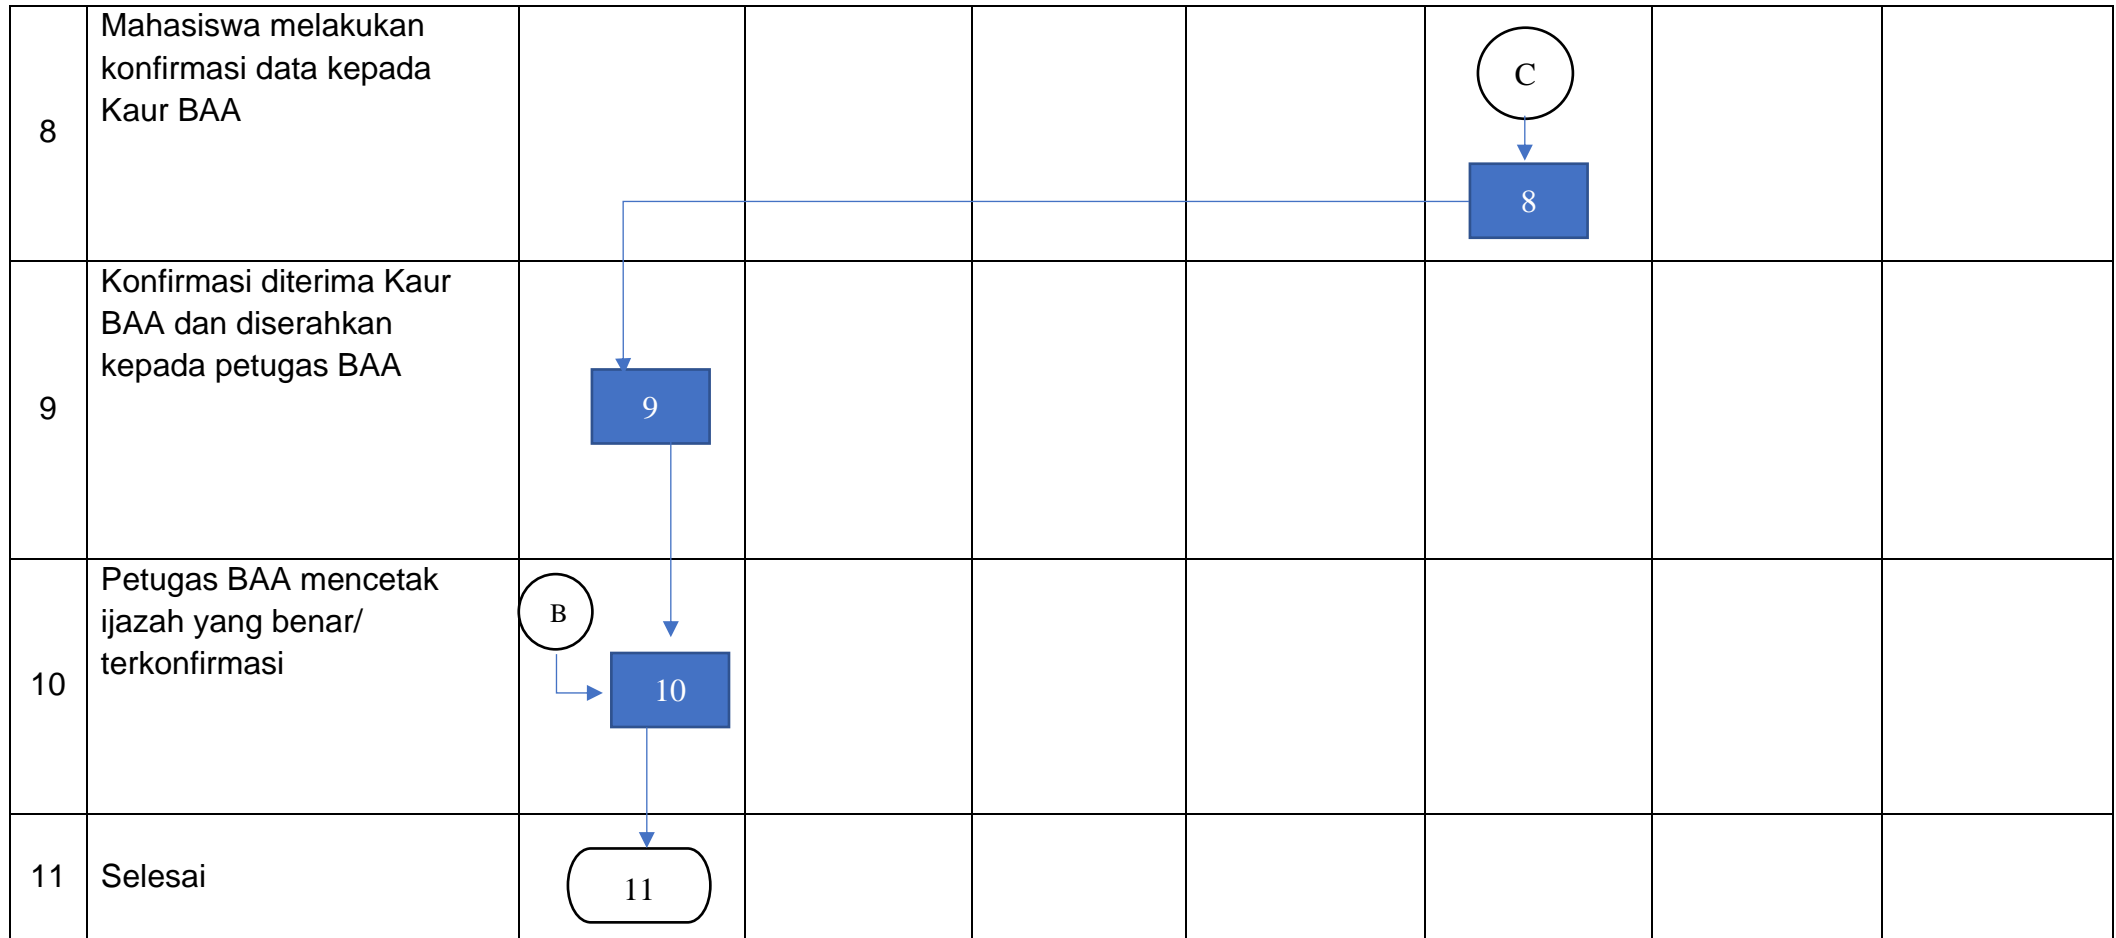 8
Mahasiswa melakukan
konfirmasi data kepada
Kaur BAA
C
8
9
Konfirmasi diterima Kaur
BAA dan diserahkan
kepada petugas BAA
9
10
Petugas BAA mencetak
ijazah yang benar/
terkonfirmasi
B
10
11
Selesai
11